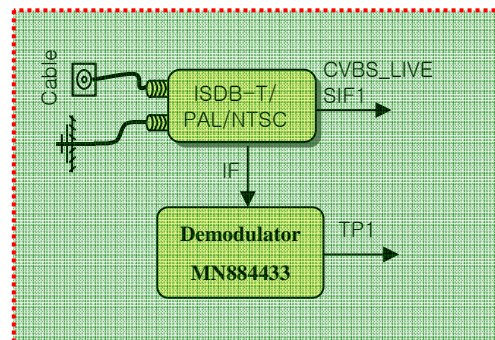 Cable
ISDB-T/
PAL/NTSC
CVBS_LIVE
SIF1
IF
Demodulator
MN884433
TP1